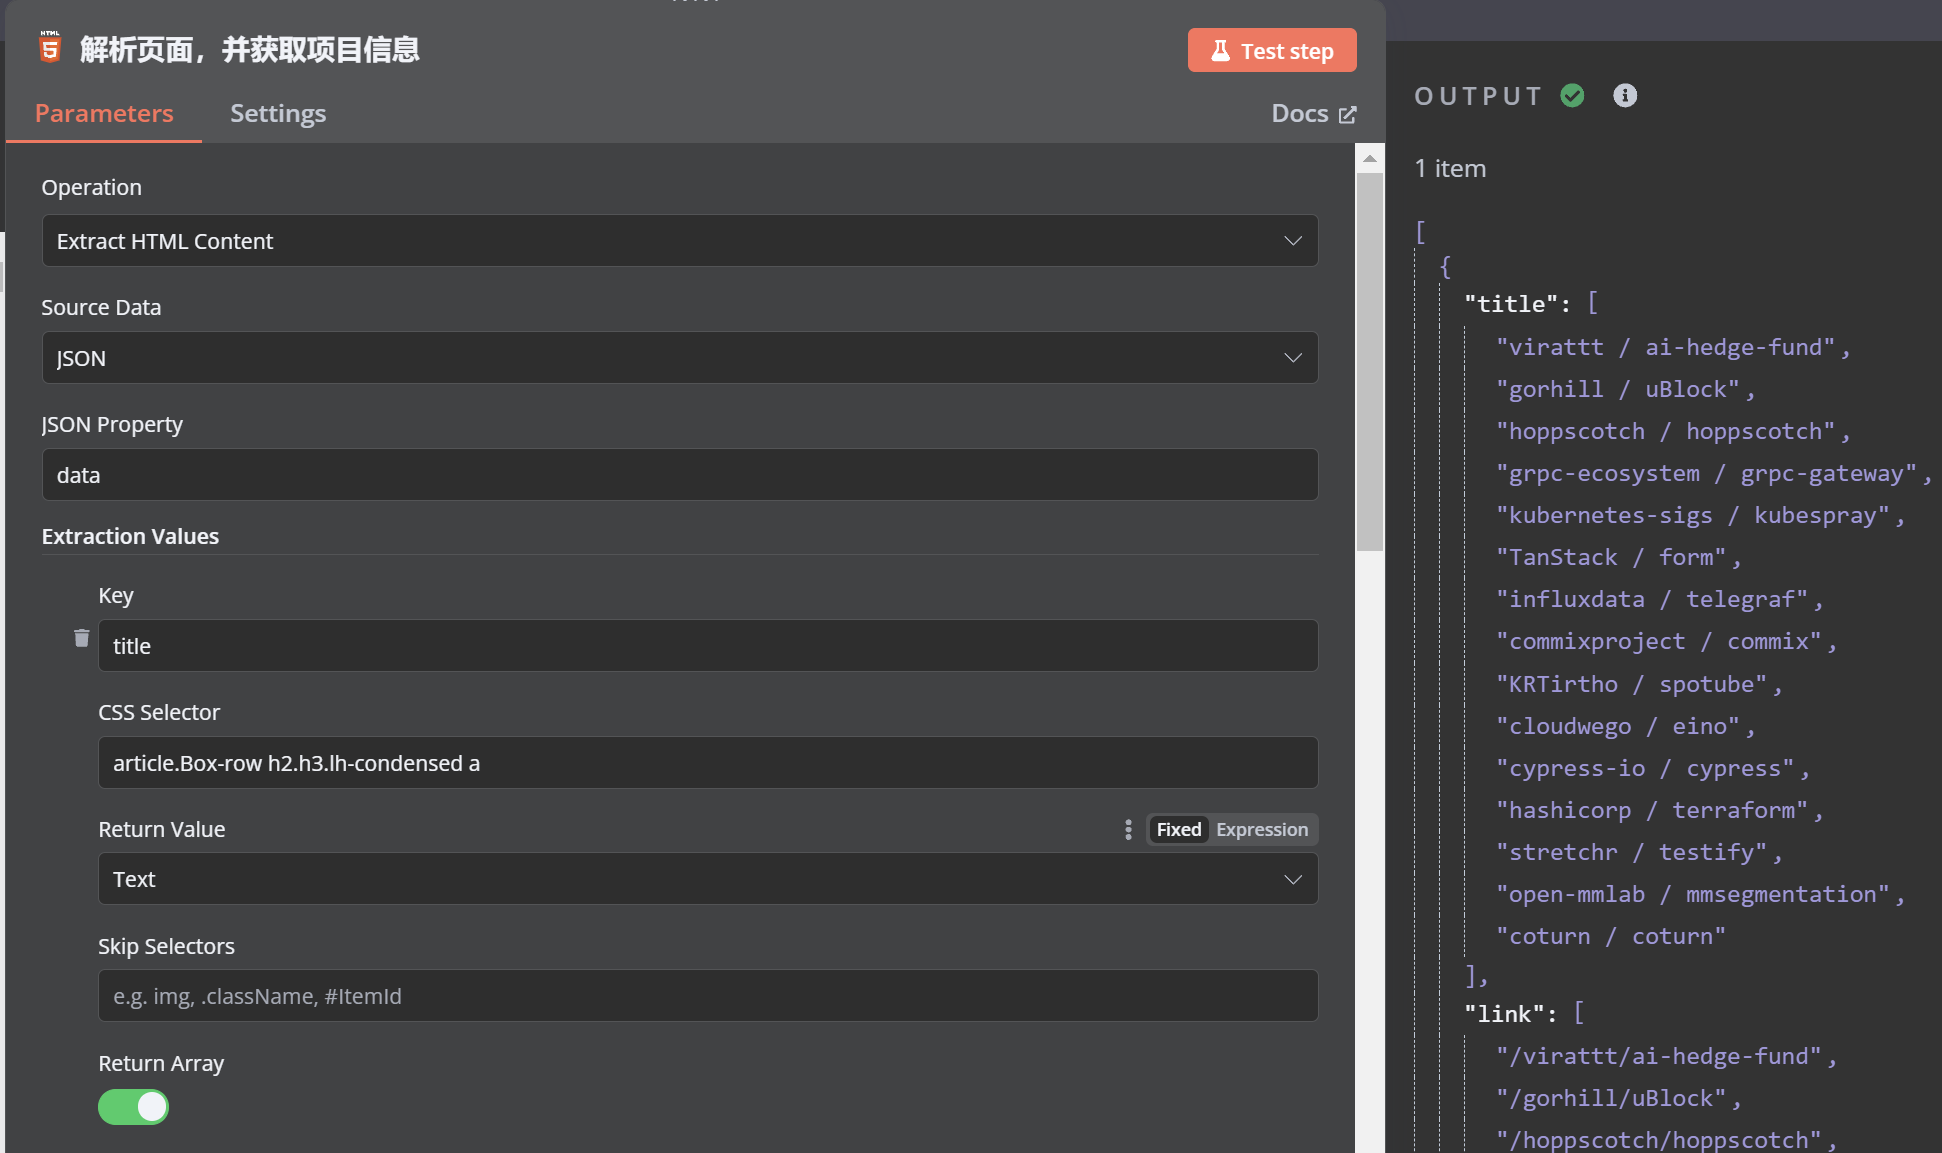 解析页面，并获取项目信息
Test step
Parameters
Settings
Docs
Operation
Extract HTML Content
Source Data
JSON
JSON Property
data
Extraction Values
Key
title
CSS Selector
article.Box-row h2.h3.lh-condensed a
Return Value
Fixed
Expression
Text
Skip Selectors
e.g. img, .className, #ItemId
Return Array
OUTPUT
1 item
[
{
"title": [
"virattt / ai-hedge-fund",
"gorhill / uBlock",
"hoppscotch / hoppscotch",
"grpc-ecosystem / grpc-gateway",
"kubernetes-sigs / kubespray",
"TanStack / form",
"influxdata / telegraf",
"commixproject / commix",
"KRTirtho / spotube",
"cloudwego / eino",
"cypress-io / cypress",
"hashicorp / terraform",
"stretchr / testify",
"open-mmlab / mmsegmentation",
"coturn / coturn"
],
"link": [
"/virattt/ai-hedge-fund",
"/gorhill/uBlock",
"/hoppscotch/hoppscotch",